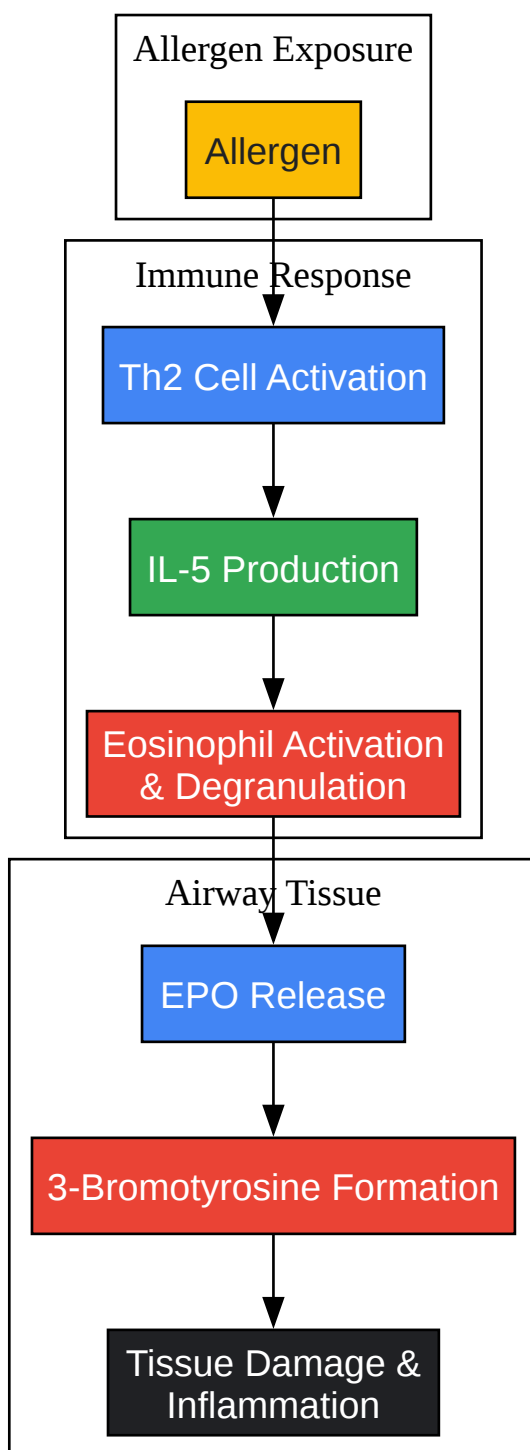 Allergen Exposure
Allergen
Immune Response
Th2 Cell Activation
IL-5 Production
Eosinophil Activation
& Degranulation
Airway Tissue
EPO Release
3-Bromotyrosine Formation
Tissue Damage &
Inflammation